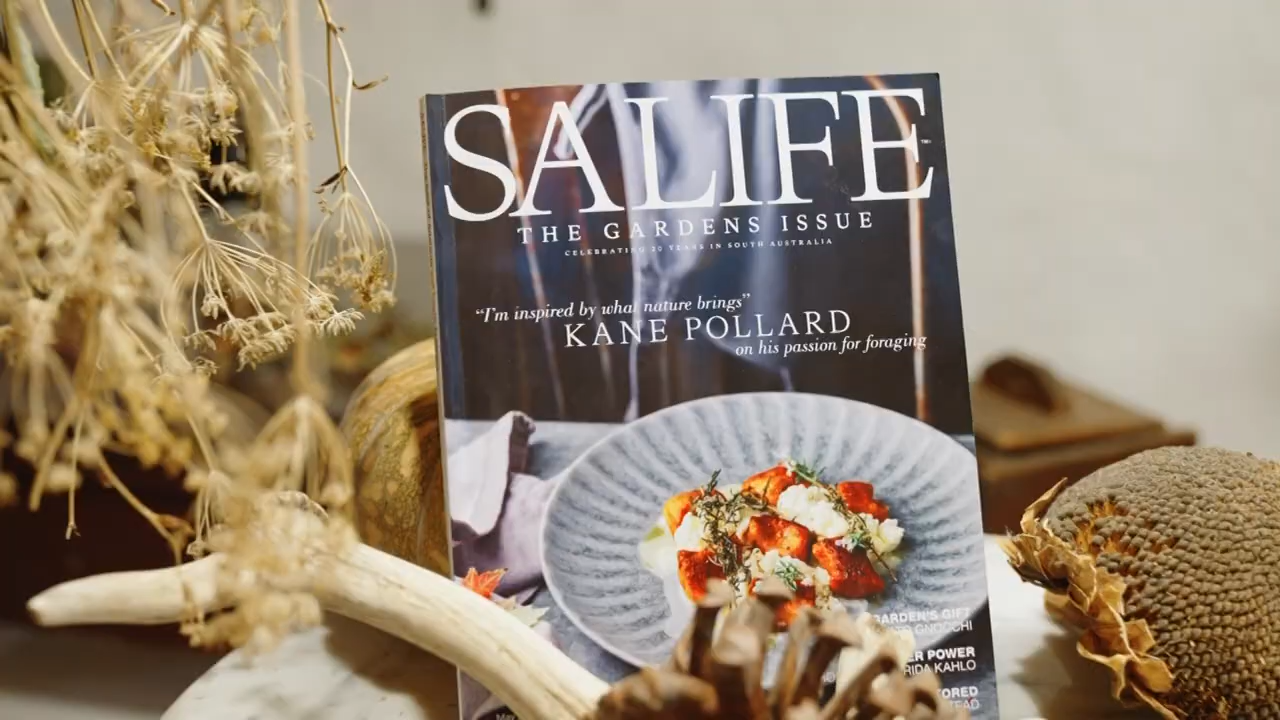 SALIFE
THE GARDENS ISSUE
CELEBRATING 20 YEARS IN SOUTH AUSTRALIA
“I'm inspired by what nature brings”
KANE POLLARD
on his passion for foraging
GARDEN'S GIFT
GNOCCHI
POWER
KAHLO